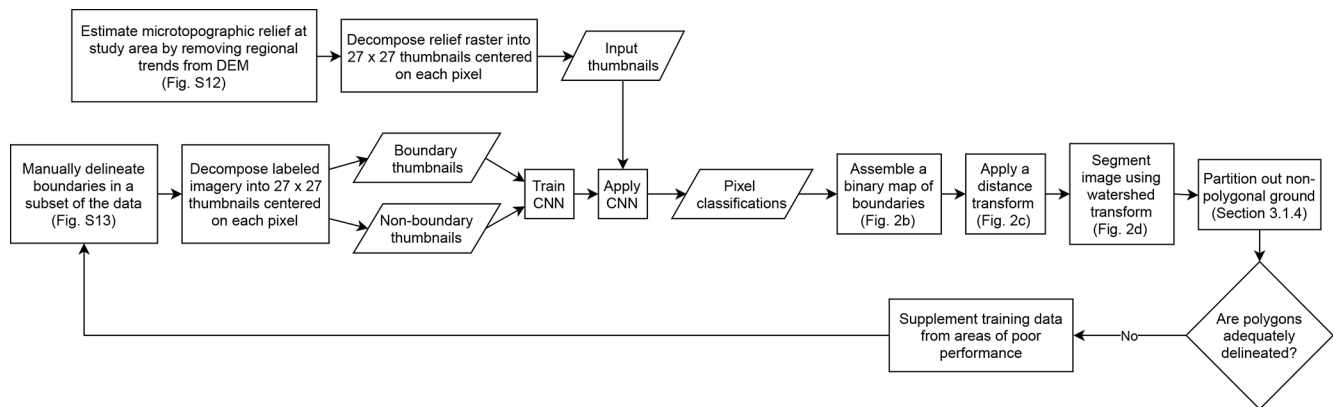 Estimate microtopographic relief at
study area by removing regional
trends from DEM
(Fig. S12)
Decompose relief raster into
27 x 27 thumbnails centered
on each pixel
Input
thumbnails
Manually delineate
boundaries in a
subset of the data
(Fig. S13)
Decompose labeled
imagery into 27 x 27
thumbnails centered
on each pixel
Boundary
thumbnails
Non-boundary
thumbnails
Train
CNN
Apply
CNN
Pixel
classifications
Assemble a
binary map of
boundaries
(Fig. 2b)
Apply a
distance
transform
(Fig. 2c)
Segment
image using
watershed
transform
(Fig. 2d)
Partition out non-
polygonal ground
(Section 3.1.4)
Are polygons
adequately
delineated?
No
Supplement training data
from areas of poor
performance